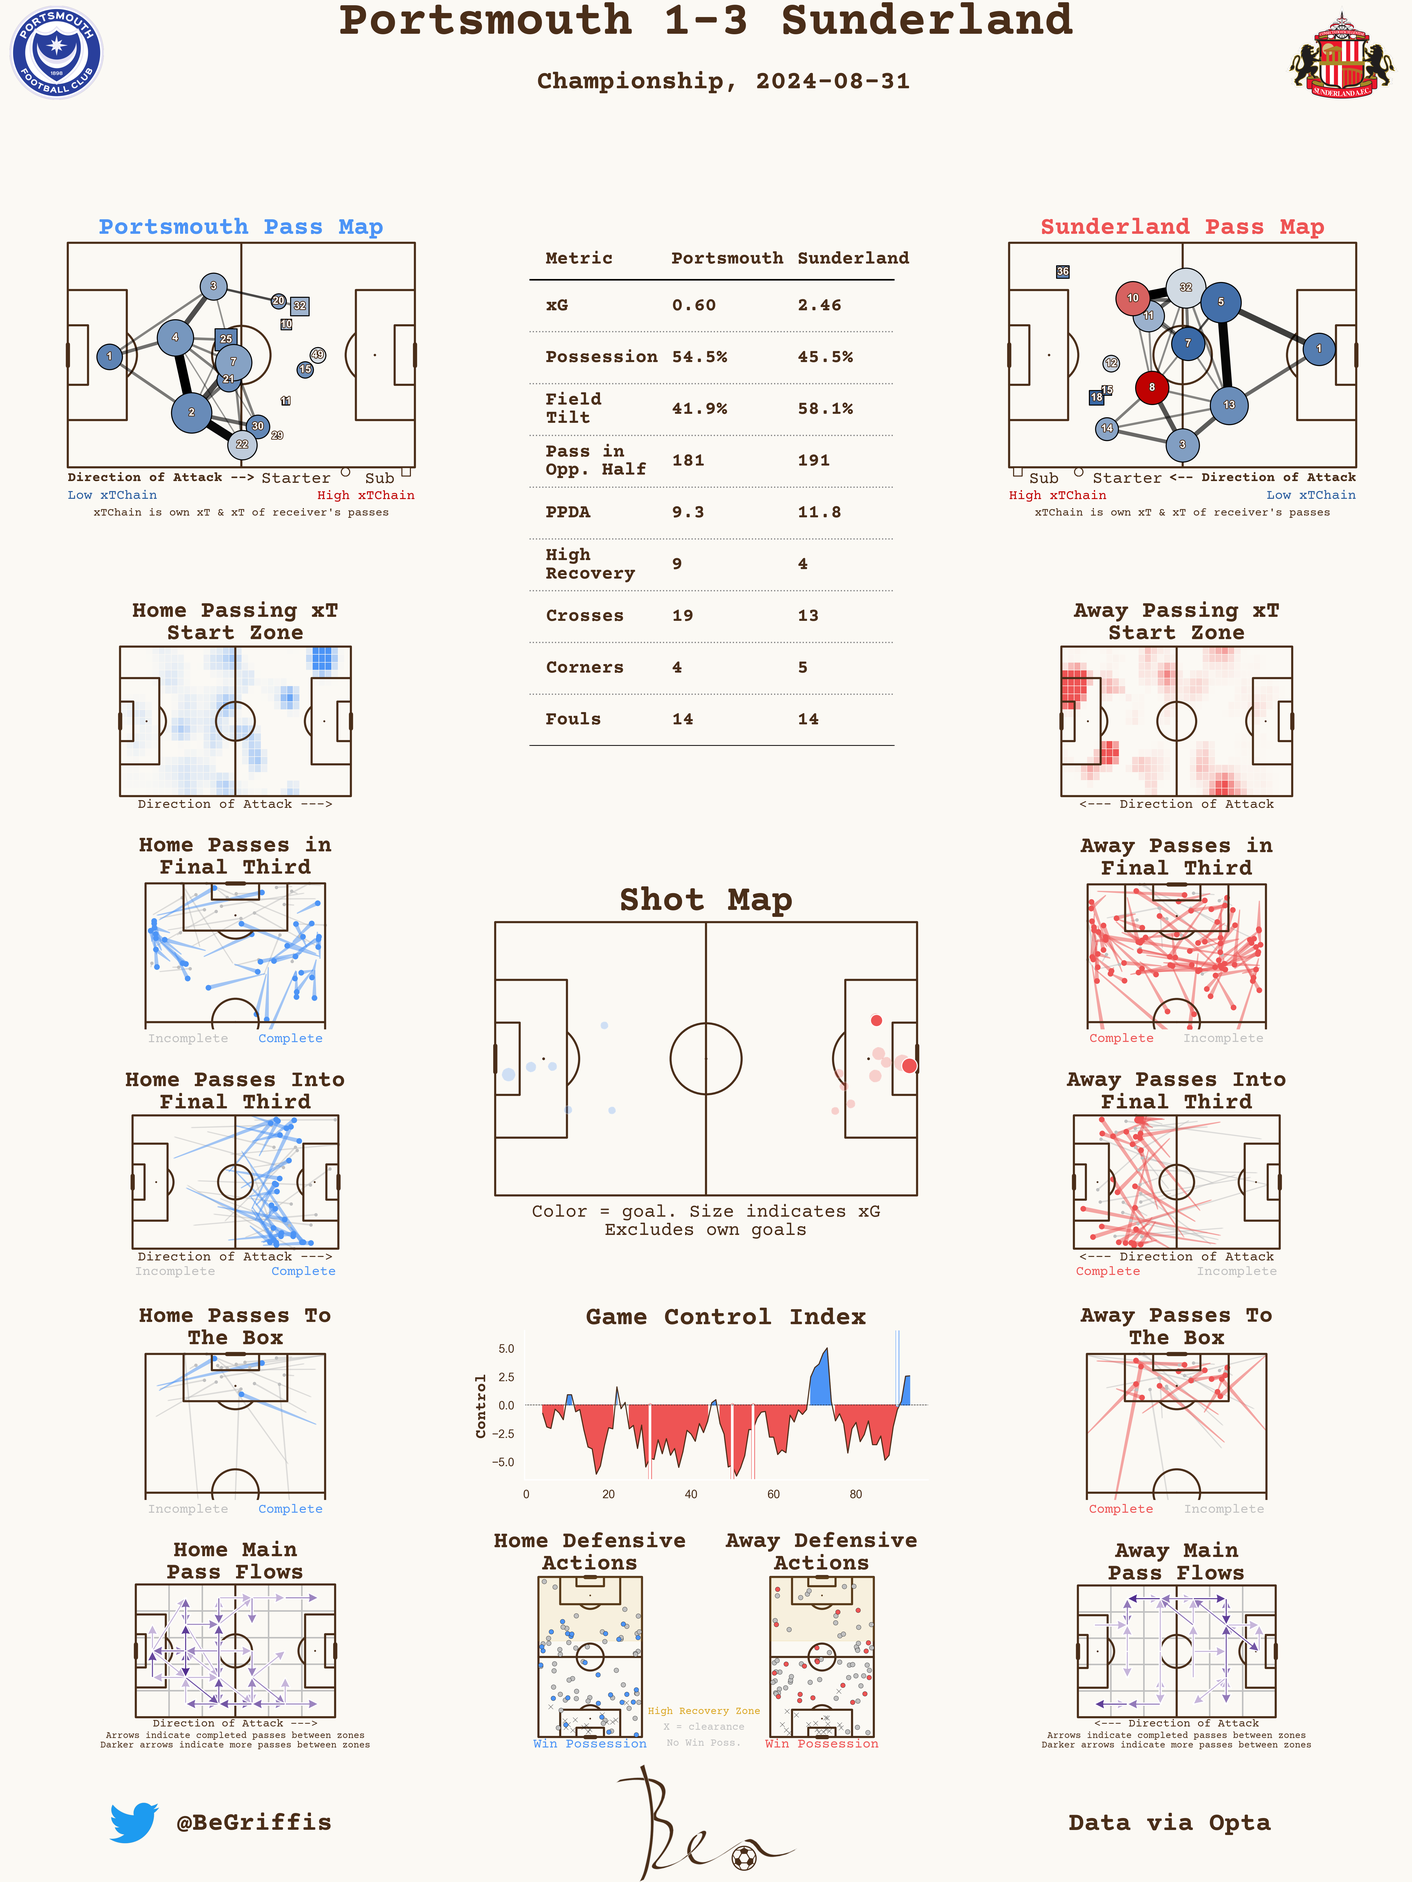 Portsmouth 1-3 Sunderland
Championship, 2024-08-31
PORTSMOUTH
1898
FOOTBALL CLUB
SUNDERLAND A.F.C.
Portsmouth Pass Map
3
20
32
10
4
25
1
7
49
21
15
2
11
30
29
22
Direction of Attack --> Starter Sub
Low xTChain High xTChain
xTChain is own xT & xT of receiver's passes
Metric Portsmouth Sunderland
xG 0.60 2.46
Possession 54.5% 45.5%
Field
Tilt 41.9% 58.1%
Pass in
Opp. Half 181 191
PPDA 9.3 11.8
High
Recovery 9 4
Crosses 19 13
Corners 4 5
Fouls 14 14
Sunderland Pass Map
36
10
32
11
5
7
1
12
8
15
18
13
14
3
Sub Starter <-- Direction of Attack
High xTChain Low xTChain
xTChain is own xT & xT of receiver's passes
Home Passing xT
Start Zone
Direction of Attack --->
Away Passing xT
Start Zone
<--- Direction of Attack
Home Passes in
Final Third
Incomplete Complete
Away Passes in
Final Third
Complete Incomplete
Shot Map
Color = goal. Size indicates xG
Excludes own goals
Home Passes Into
Final Third
Direction of Attack --->
Incomplete Complete
Away Passes Into
Final Third
<--- Direction of Attack
Complete Incomplete
Home Passes To
The Box
Incomplete Complete
Game Control Index
Control
5.0
2.5
0.0
−2.5
−5.0
0 20 40 60 80
Away Passes To
The Box
Complete Incomplete
Home Main
Pass Flows
Direction of Attack --->
Arrows indicate completed passes between zones
Darker arrows indicate more passes between zones
Home Defensive
Actions
Win Possession
High Recovery Zone
X = clearance
No Win Poss.
Away Defensive
Actions
Win Possession
Away Main
Pass Flows
<--- Direction of Attack
Arrows indicate completed passes between zones
Darker arrows indicate more passes between zones
@BeGriffis
Ben
Data via Opta